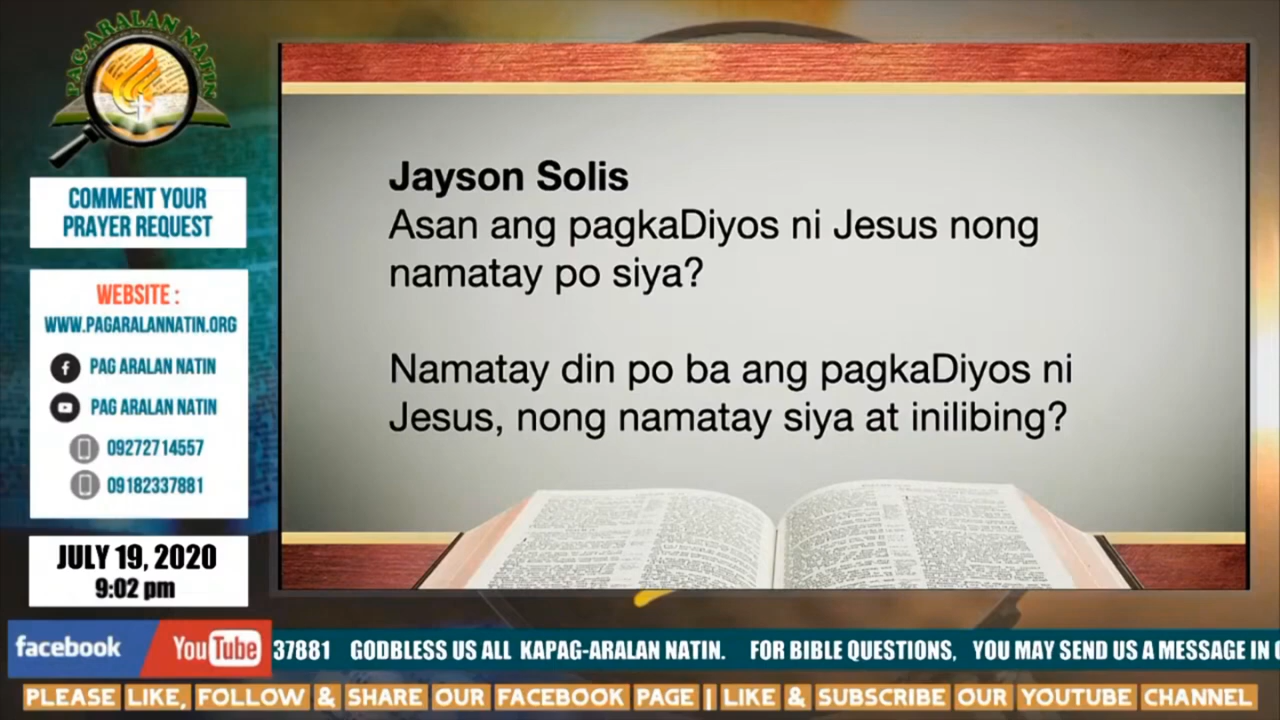 PAG-ARALAN NATIN
COMMENT YOUR
PRAYER REQUEST
WEBSITE :
WWW.PAGARALANNATIN.ORG
PAG ARALAN NATIN
PAG ARALAN NATIN
09272714557
09182337881
JULY 19, 2020
9:02 pm
Jayson Solis
Asan ang pagkaDiyos ni Jesus nong
namatay po siya?
Namatay din po ba ang pagkaDiyos ni
Jesus, nong namatay siya at inilibing?
facebook YouTube 37881 GODBLESS US ALL KAPAG-ARALAN NATIN. FOR BIBLE QUESTIONS, YOU MAY SEND US A MESSAGE IN
PLEASE LIKE, FOLLOW & SHARE OUR FACEBOOK PAGE | LIKE & SUBSCRIBE OUR YOUTUBE CHANNEL